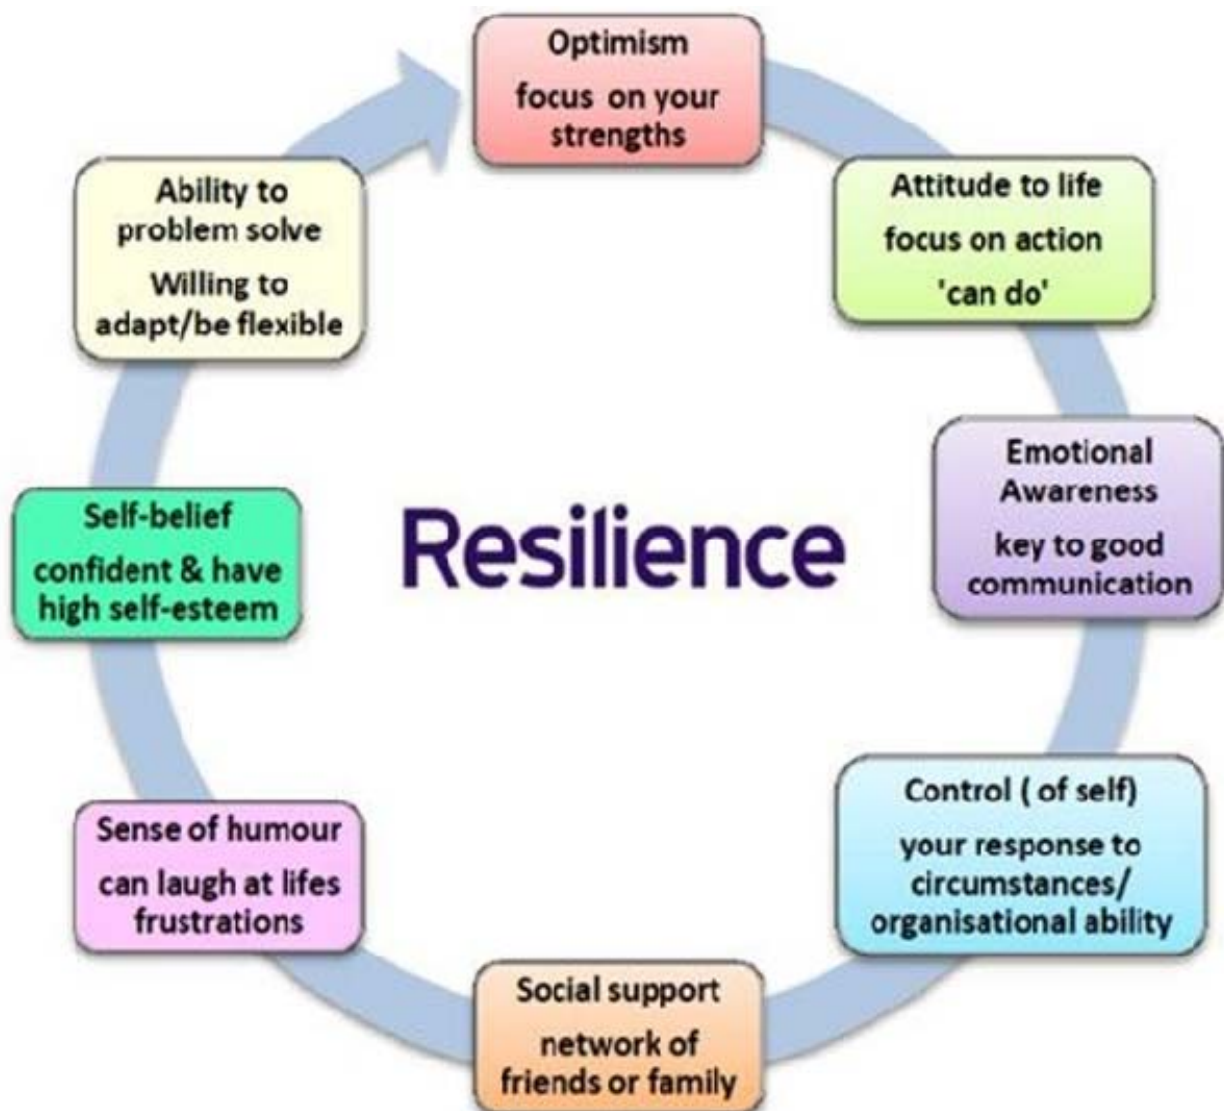 Optimism
focus on your
strengths
Attitude to life
focus on action
'can do'
Emotional
Awareness
key to good
communication
Control ( of self)
your response to
circumstances/
organisational ability
Social support
network of
friends or family
Sense of humour
can laugh at lifes
frustrations
Self-belief
confident & have
high self-esteem
Ability to
problem solve
Willing to
adapt/be flexible
Resilience